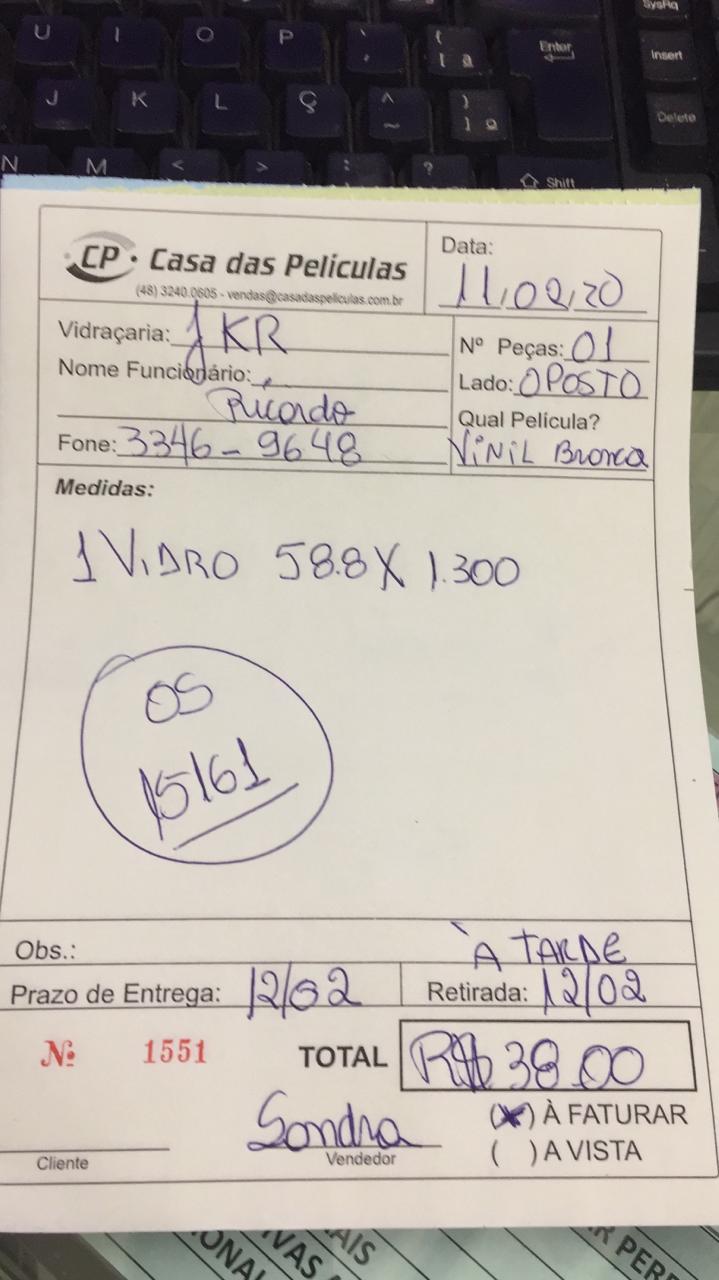 SysRq
U I O P ` ´ { [ ª Enter Insert
J K L Ç ^ ~ } ] º Delete
N M < > : ? Shift
CP · Casa das Películas
(48) 3240.0605 - vendas@casadaspeliculas.com.br
Data:
11,02,20
Vidraçaria: JKR
Nome Funcionário:
Ricardo
Fone: 3346-9648
Nº Peças: 01
Lado: OPOSTO
Qual Película?
ViNiL Branca
Medidas:
1 ViDRO 58.8 X 1.300
OS
15161
Obs.: À TARDE
Prazo de Entrega: 12/02 Retirada: 12/02
Nº 1551 TOTAL R$ 38.00
Sandra (x) À FATURAR
Cliente Vendedor ( ) A VISTA